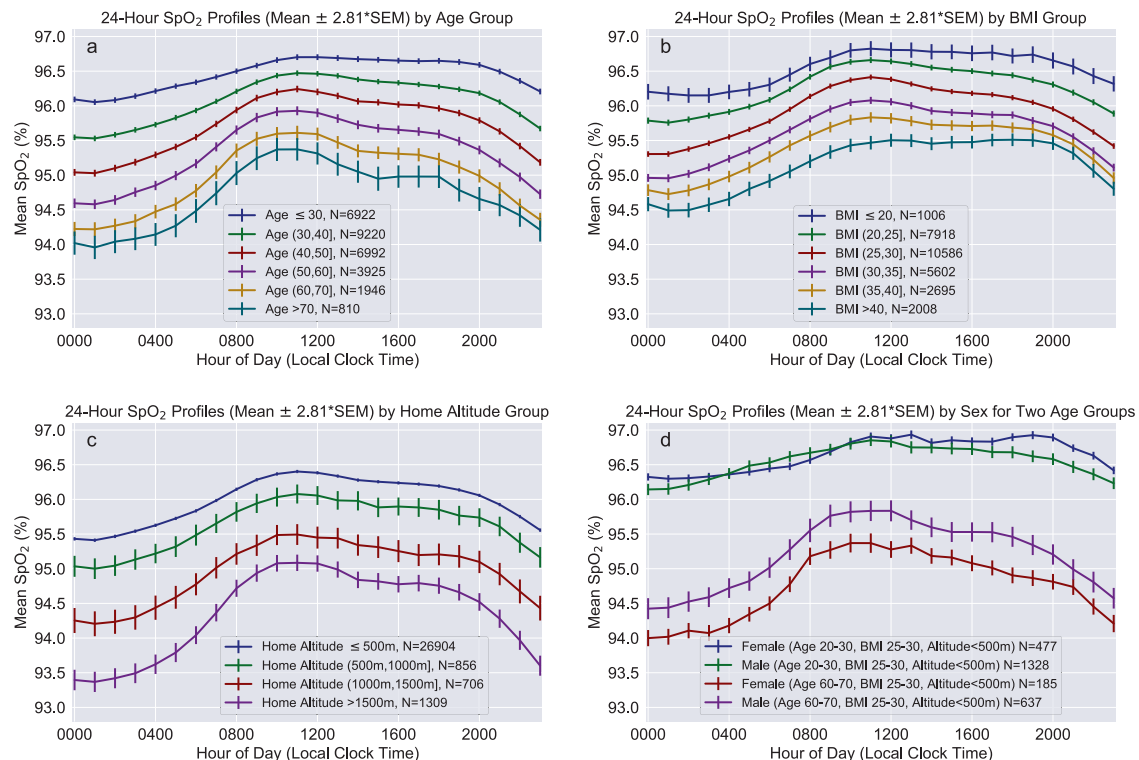 24-Hour SpO₂ Profiles (Mean ± 2.81*SEM) by Age Group
a
97.0
96.5
96.0
95.5
95.0
94.5
94.0
93.5
93.0
Mean SpO₂ (%)
Age ≤ 30, N=6922
Age (30,40], N=9220
Age (40,50], N=6992
Age (50,60], N=3925
Age (60,70], N=1946
Age >70, N=810
0000 0400 0800 1200 1600 2000
Hour of Day (Local Clock Time)
24-Hour SpO₂ Profiles (Mean ± 2.81*SEM) by BMI Group
b
97.0
96.5
96.0
95.5
95.0
94.5
94.0
93.5
93.0
Mean SpO₂ (%)
BMI ≤ 20, N=1006
BMI (20,25], N=7918
BMI (25,30], N=10586
BMI (30,35], N=5602
BMI (35,40], N=2695
BMI >40, N=2008
0000 0400 0800 1200 1600 2000
Hour of Day (Local Clock Time)
24-Hour SpO₂ Profiles (Mean ± 2.81*SEM) by Home Altitude Group
c
97.0
96.5
96.0
95.5
95.0
94.5
94.0
93.5
93.0
Mean SpO₂ (%)
Home Altitude ≤ 500m, N=26904
Home Altitude (500m,1000m], N=856
Home Altitude (1000m,1500m], N=706
Home Altitude >1500m, N=1309
0000 0400 0800 1200 1600 2000
Hour of Day (Local Clock Time)
24-Hour SpO₂ Profiles (Mean ± 2.81*SEM) by Sex for Two Age Groups
d
97.0
96.5
96.0
95.5
95.0
94.5
94.0
93.5
93.0
Mean SpO₂ (%)
Female (Age 20-30, BMI 25-30, Altitude<500m) N=477
Male (Age 20-30, BMI 25-30, Altitude<500m) N=1328
Female (Age 60-70, BMI 25-30, Altitude<500m) N=185
Male (Age 60-70, BMI 25-30, Altitude<500m) N=637
0000 0400 0800 1200 1600 2000
Hour of Day (Local Clock Time)